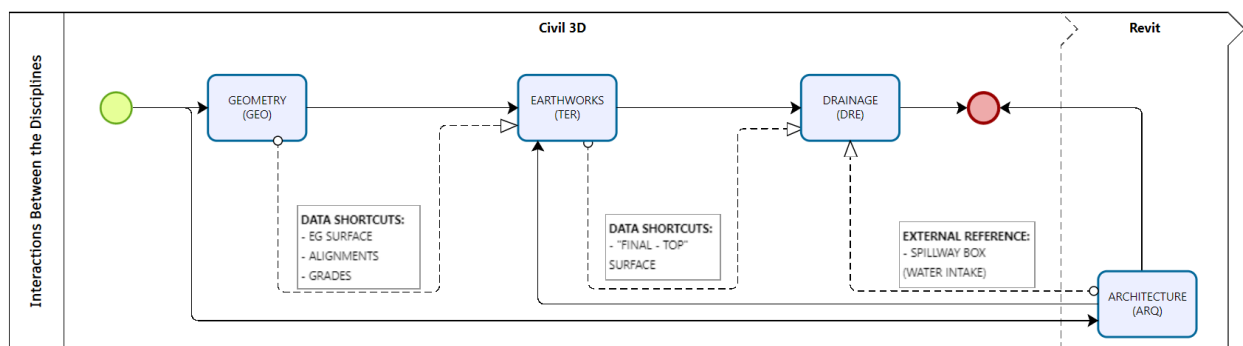 Interactions Between the Disciplines
Civil 3D
Revit
GEOMETRY
(GEO)
EARTHWORKS
(TER)
DRAINAGE
(DRE)
DATA SHORTCUTS:
- EG SURFACE
- ALIGNMENTS
- GRADES
DATA SHORTCUTS:
- "FINAL - TOP"
SURFACE
EXTERNAL REFERENCE:
- SPILLWAY BOX
(WATER INTAKE)
ARCHITECTURE
(ARQ)